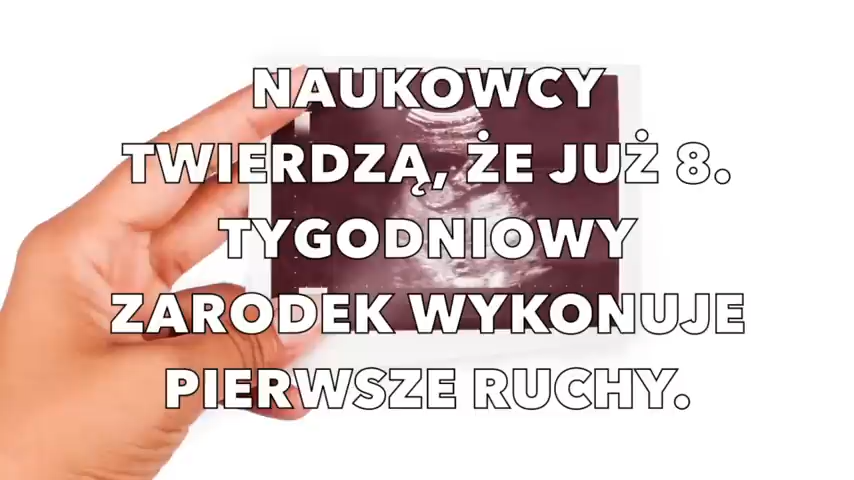 NAUKOWCY
TWIERDZĄ, ŻE JUŻ 8.
TYGODNIOWY
ZARODEK WYKONUJE
PIERWSZE RUCHY.